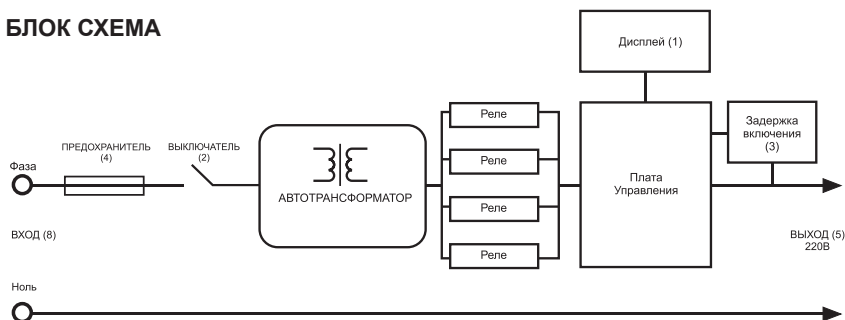 БЛОК СХЕМА
Дисплей (1)
Реле
Задержка
включения
(3)
ПРЕДОХРАНИТЕЛЬ
(4)
ВЫКЛЮЧАТЕЛЬ
(2)
Фаза
Реле
Плата
Управления
АВТОТРАНСФОРМАТОР
Реле
ВХОД (8)
ВЫХОД (5)
220В
Реле
Ноль